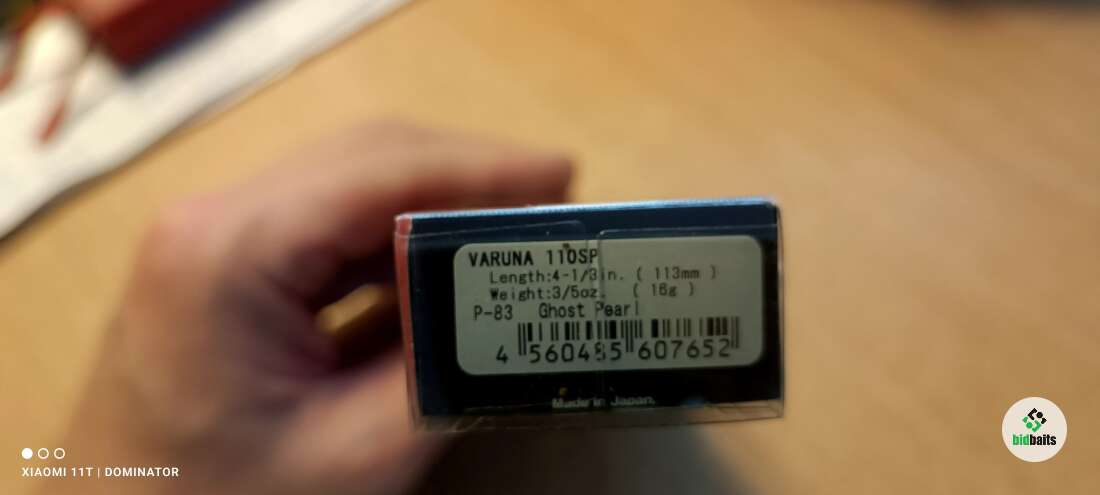 VARUNA 110SP
Length:4-1/3in. ( 113mm )
Weight:3/5oz. ( 16g )
P-83 Ghost Pearl
4 560485 607652
Made in Japan.
XIAOMI 11T | DOMINATOR
bidbaits